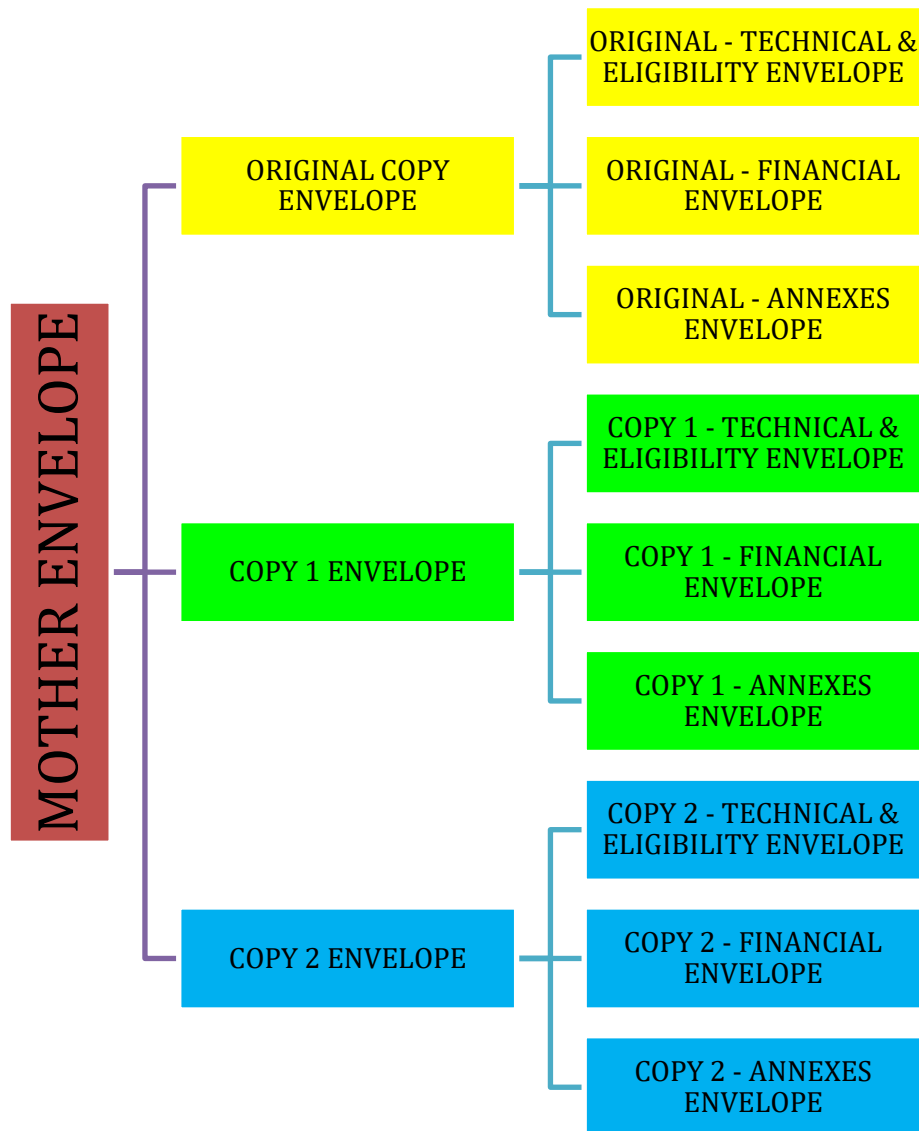 MOTHER ENVELOPE
ORIGINAL COPY
ENVELOPE
ORIGINAL - TECHNICAL &
ELIGIBILITY ENVELOPE
ORIGINAL - FINANCIAL
ENVELOPE
ORIGINAL - ANNEXES
ENVELOPE
COPY 1 ENVELOPE
COPY 1 - TECHNICAL &
ELIGIBILITY ENVELOPE
COPY 1 - FINANCIAL
ENVELOPE
COPY 1 - ANNEXES
ENVELOPE
COPY 2 ENVELOPE
COPY 2 - TECHNICAL &
ELIGIBILITY ENVELOPE
COPY 2 - FINANCIAL
ENVELOPE
COPY 2 - ANNEXES
ENVELOPE